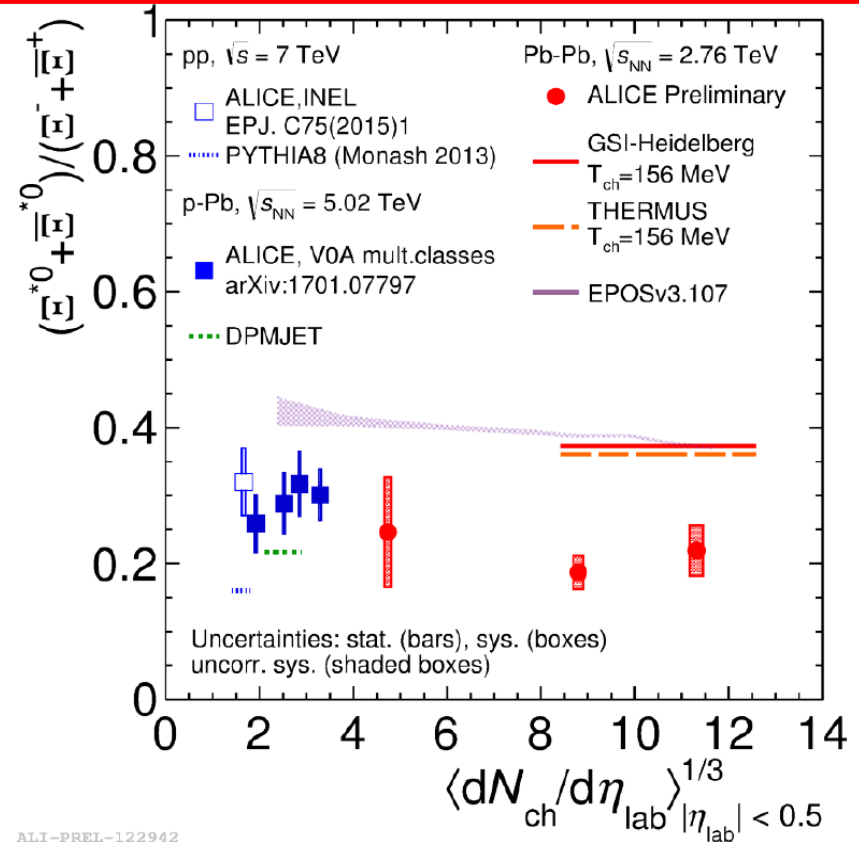 (Ξ*0+Ξ̅*0)/(Ξ-+Ξ̅+)
pp, √s = 7 TeV
ALICE,INEL
EPJ. C75(2015)1
PYTHIA8 (Monash 2013)
p-Pb, √sNN = 5.02 TeV
ALICE, V0A mult.classes
arXiv:1701.07797
DPMJET
Pb-Pb, √sNN = 2.76 TeV
ALICE Preliminary
GSI-Heidelberg
Tch=156 MeV
THERMUS
Tch=156 MeV
EPOSv3.107
Uncertainties: stat. (bars), sys. (boxes)
uncorr. sys. (shaded boxes)
1
0.8
0.6
0.4
0.2
0
0 2 4 6 8 10 12 14
⟨dNch/dηlab⟩1/3|ηlab| < 0.5
ALI-PREL-122942